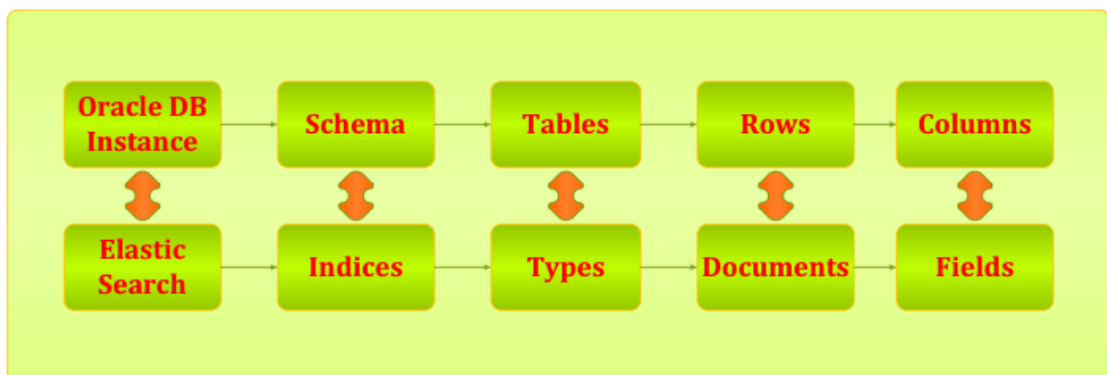 Oracle DB
Instance
Schema
Tables
Rows
Columns
Elastic
Search
Indices
Types
Documents
Fields